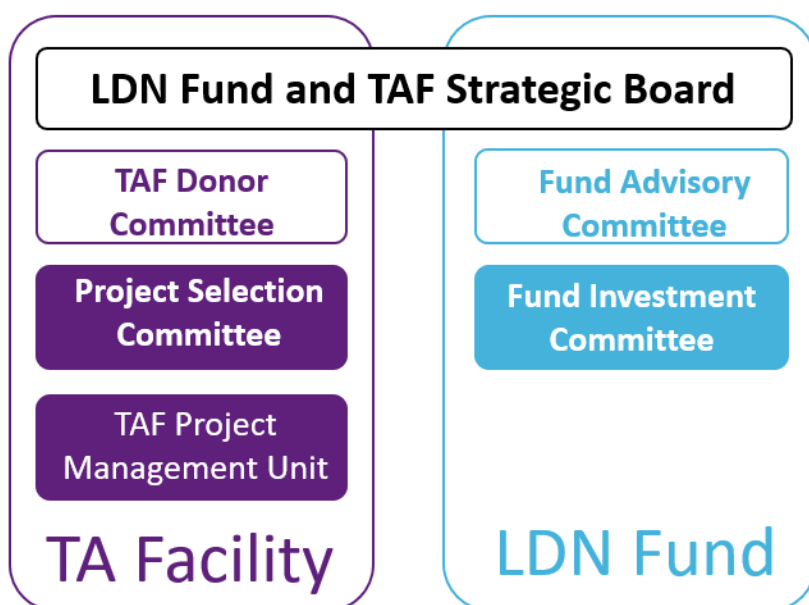 LDN Fund and TAF Strategic Board
TAF Donor
Committee
Project Selection
Committee
TAF Project
Management Unit
TA Facility
Fund Advisory
Committee
Fund Investment
Committee
LDN Fund